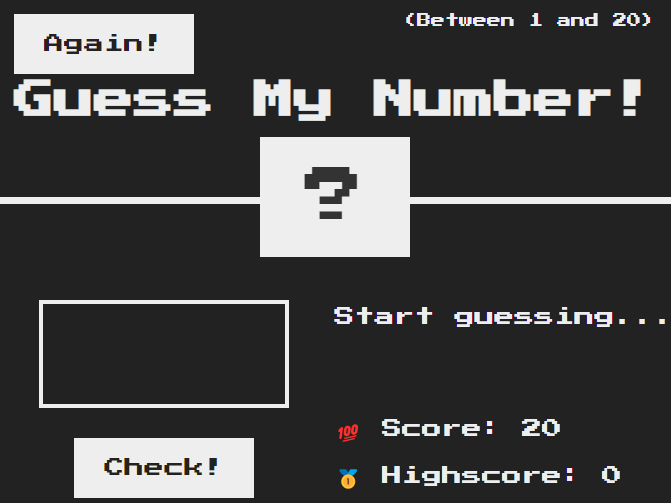 Again!
(Between 1 and 20)
Guess My Number!
?
Start guessing...
💯 Score: 20
Check!
🥇 Highscore: 0